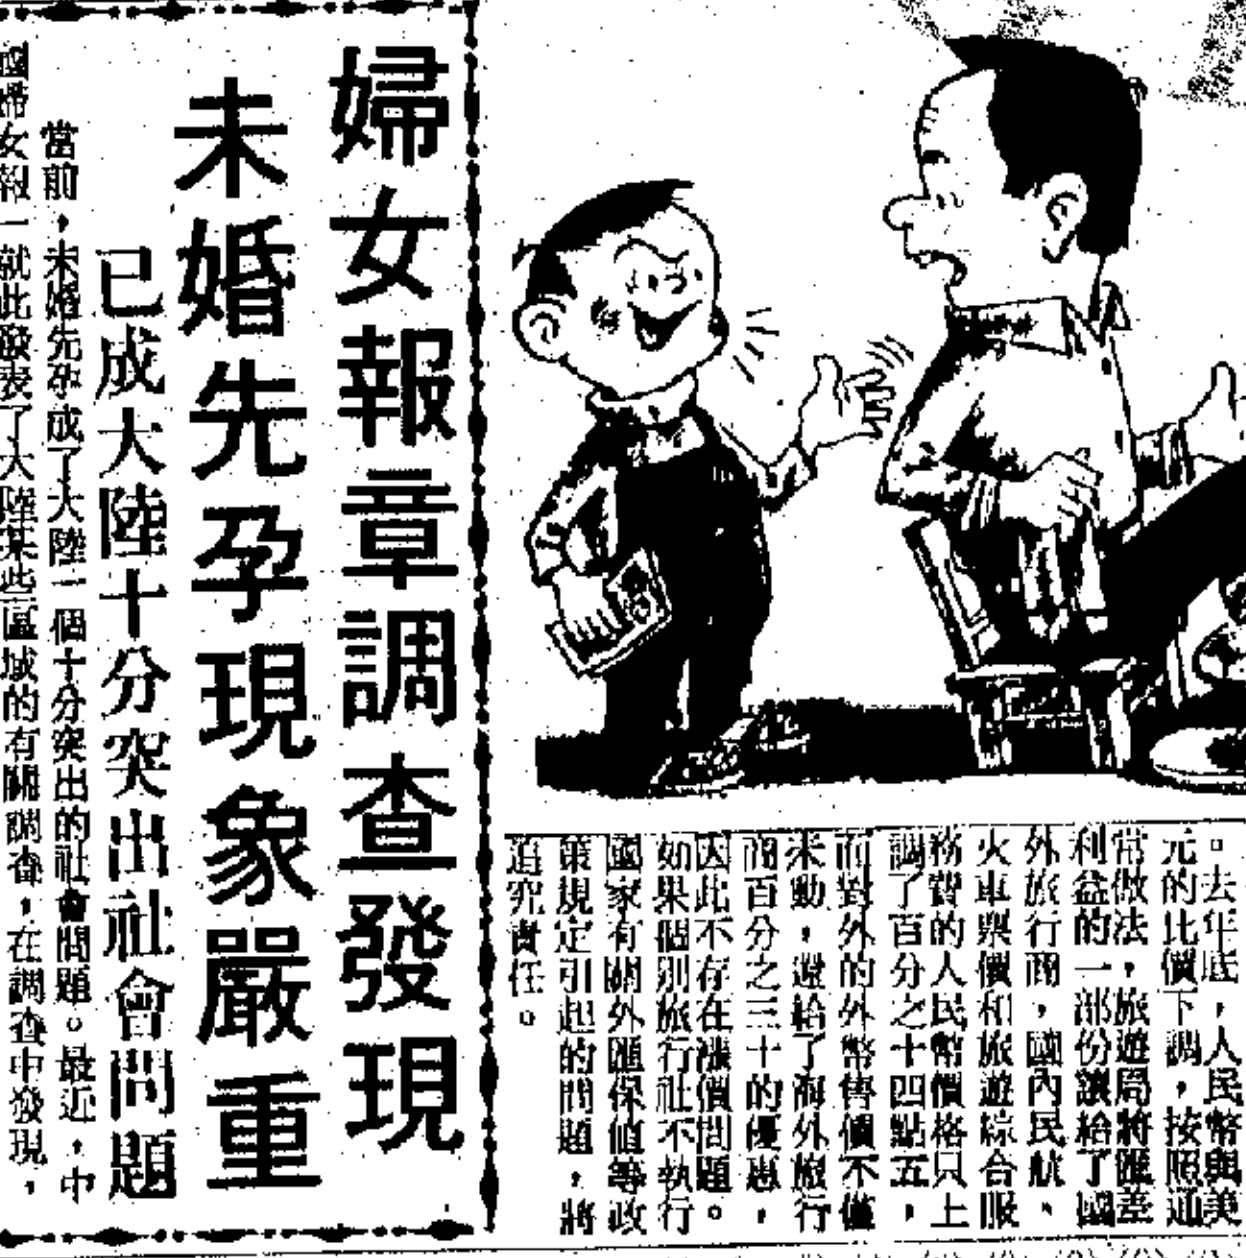 。去年底，人民幣與美
元的比價下調，按照通
常做法，旅遊局將匯差
利益的一部份讓給了國
外旅行商，國內民航、
火車票價和旅遊綜合服
務費的人民幣價格只上
調了百分之十四點五，
而對外的外幣售價不僅
未動，還給了海外旅行
商百分之三十的優惠，
因此不存在漲價問題。
如果個別旅行社不執行
國家有關外匯保值等政
策規定引起的問題，將
追究責任。
婦女報章調查發現
未婚先孕現象嚴重
已成大陸十分突出社會問題
當前，未婚先孕成了大陸一個十分突出的社會問題。最近，中
國婦女報一就此發表了大陸某些區域的有關調查，在調查中發現，